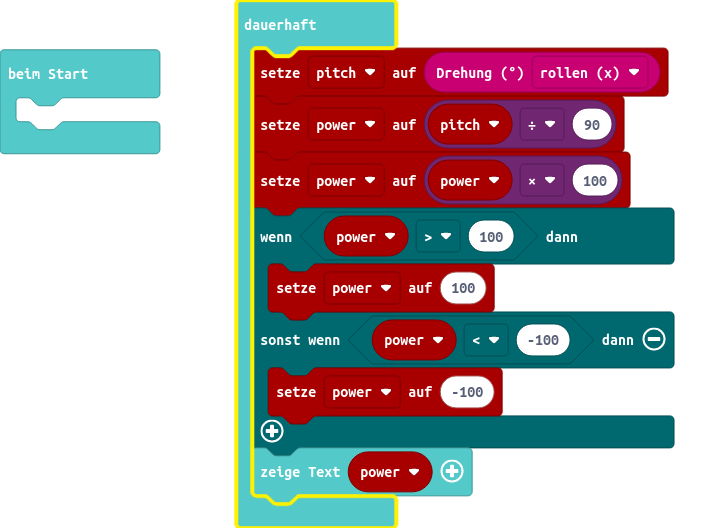 dauerhaft
beim Start
setze pitch auf Drehung (°) rollen (x)
setze power auf pitch ÷ 90
setze power auf power × 100
wenn power > 100 dann
setze power auf 100
sonst wenn power < -100 dann
setze power auf -100
zeige Text power